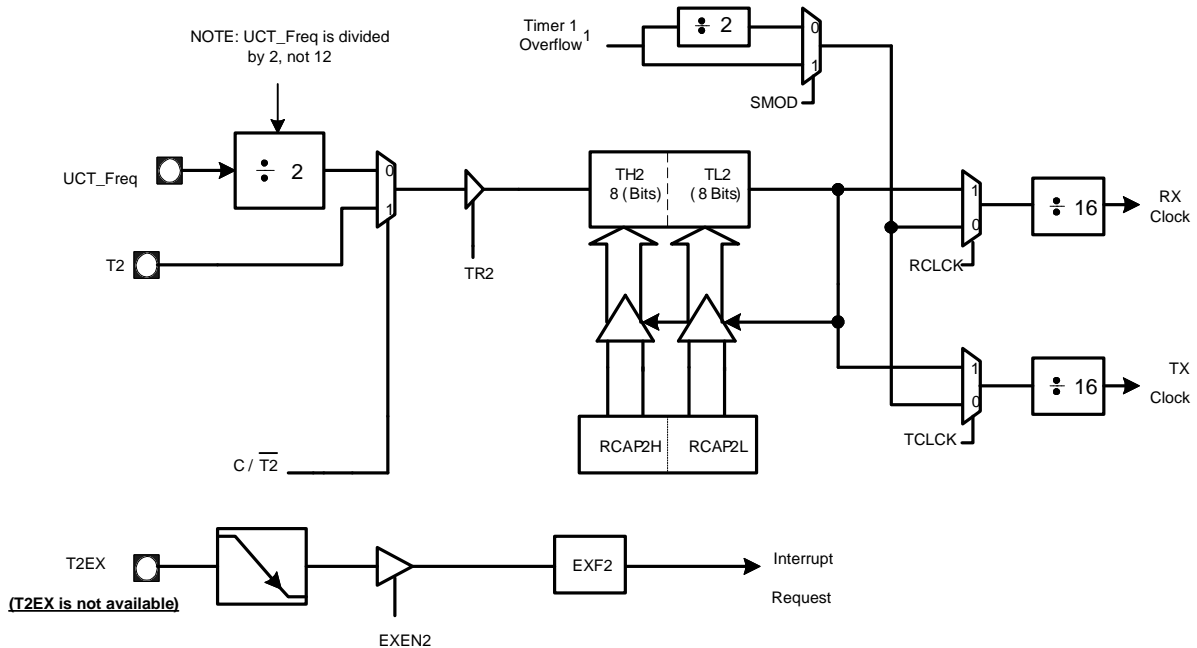 NOTE: UCT_Freq is divided
by 2, not 12
Timer 1
Overflow 1
÷ 2
0
1
SMOD
UCT_Freq
÷ 2
0
1
T2
TR2
TH2
8 (Bits)
TL2
( 8 Bits)
1
0
RCLCK
÷ 16
RX
Clock
1
0
TCLCK
÷ 16
TX
Clock
RCAP2H
RCAP2L
C / T2
T2EX
(T2EX is not available)
EXEN2
EXF2
Interrupt
Request